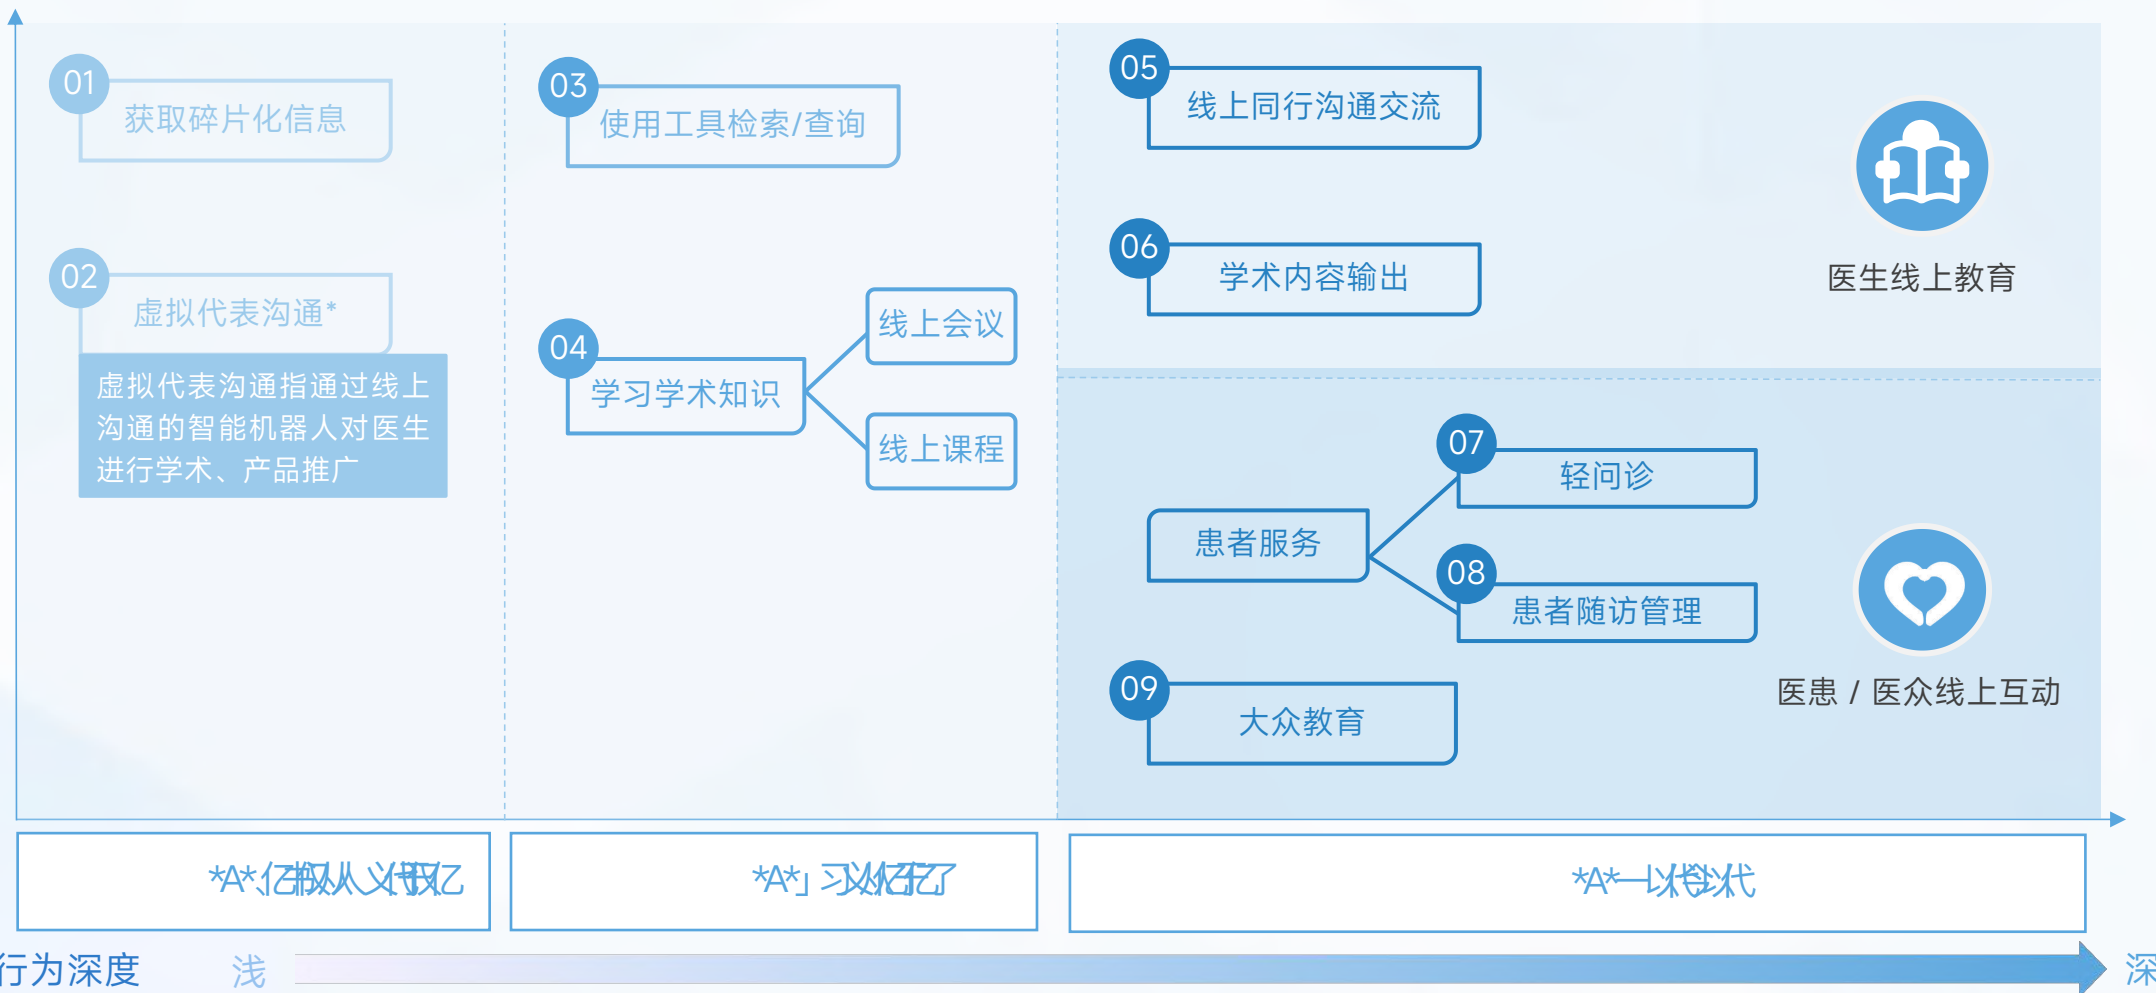 01
获取碎片化信息
02
虚拟代表沟通*
虚拟代表沟通指通过线上
沟通的智能机器人对医生
进行学术、产品推广
03
使用工具检索/查询
04
学习学术知识
线上会议
线上课程
05
线上同行沟通交流
06
学术内容输出
医生线上教育
患者服务
07
轻问诊
08
患者随访管理
09
大众教育
医患 / 医众线上互动
行为深度
浅
深